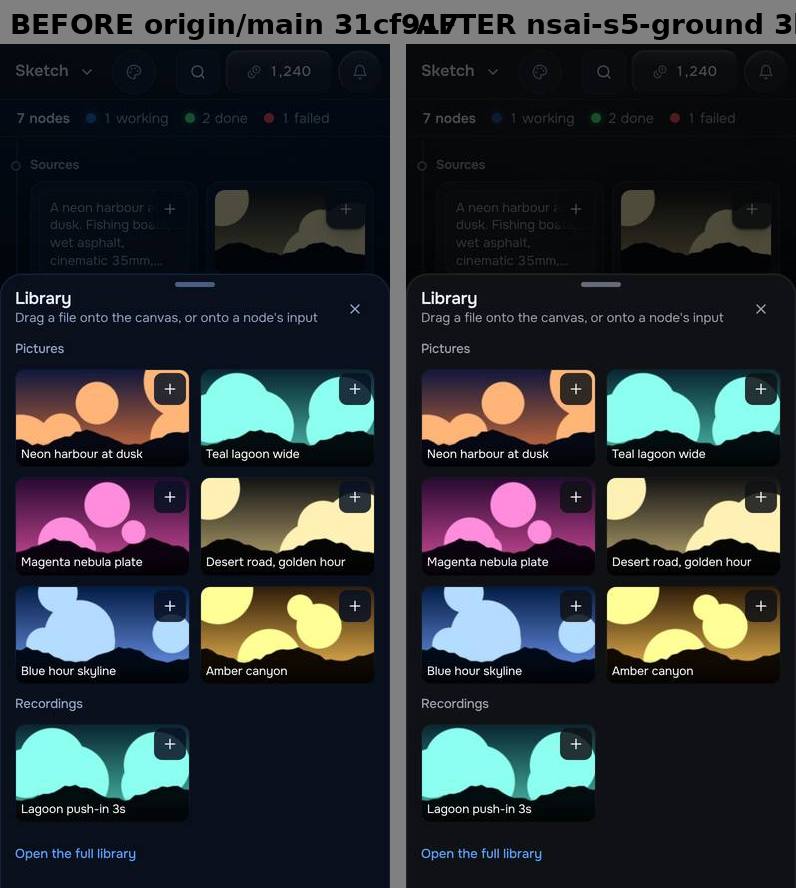 BEFORE origin/main
AFTER nsai-s5-ground
Sketch
1,240
7 nodes 1 working 2 done 1 failed
Sources
A neon harbour
dusk. Fishing
wet asphalt,
cinematic 35mm,...
Library
Drag a file onto the canvas, or onto a node's input
Pictures
Neon harbour at dusk
Teal lagoon wide
Magenta nebula plate
Desert road, golden hour
Blue hour skyline
Amber canyon
Recordings
Lagoon push-in 3s
Open the full library
Sketch
1,240
7 nodes 1 working 2 done 1 failed
Sources
A neon harbour
dusk. Fishing
wet asphalt,
cinematic 35mm,...
Library
Drag a file onto the canvas, or onto a node's input
Pictures
Neon harbour at dusk
Teal lagoon wide
Magenta nebula plate
Desert road, golden hour
Blue hour skyline
Amber canyon
Recordings
Lagoon push-in 3s
Open the full library